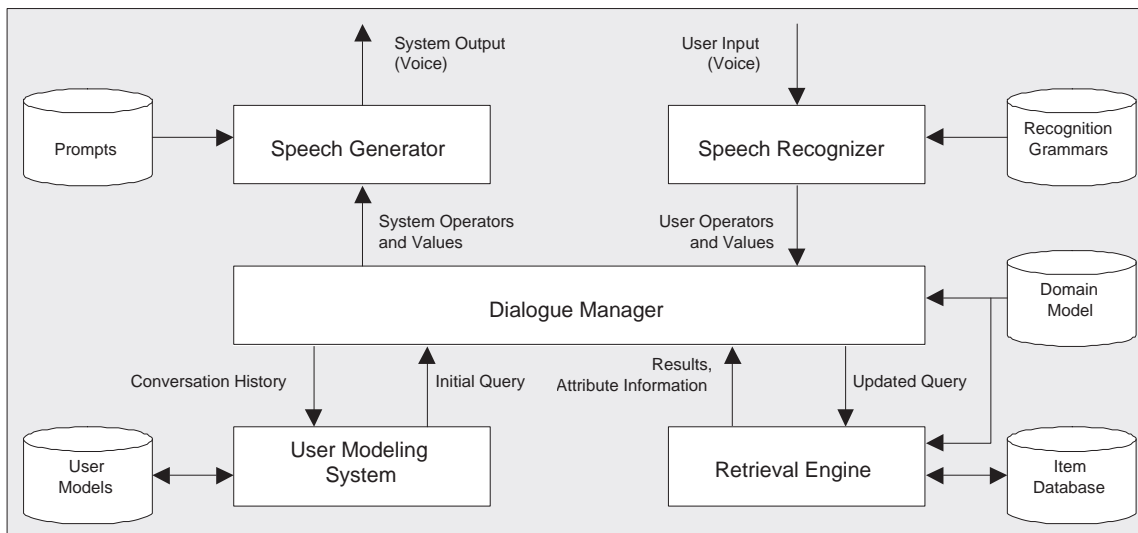 System Output
(Voice)
User Input
(Voice)
Prompts
Speech Generator
Speech Recognizer
Recognition
Grammars
System Operators
and Values
User Operators
and Values
Dialogue Manager
Domain
Model
Conversation History
Initial Query
Results,
Attribute Information
Updated Query
User
Models
User Modeling
System
Retrieval Engine
Item
Database